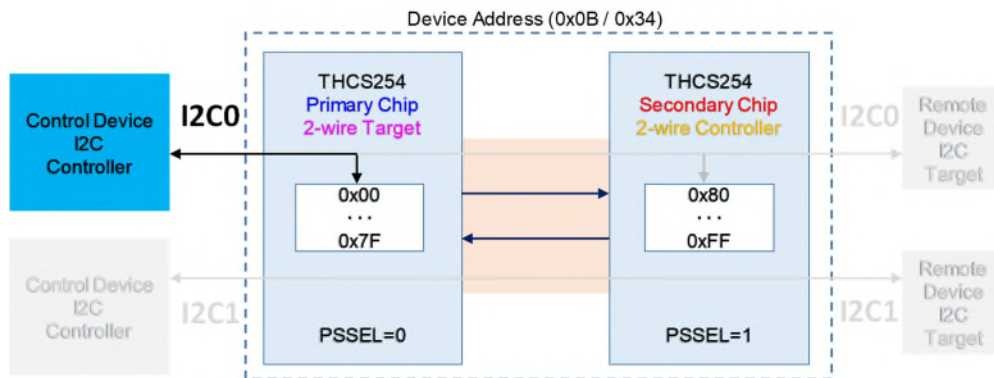 Device Address (0x0B / 0x34)
Control Device
I2C
Controller
I2C0
THCS254
Primary Chip
2-wire Target
0x00
...
0x7F
PSSEL=0
THCS254
Secondary Chip
2-wire Controller
0x80
...
0xFF
PSSEL=1
I2C0
Remote
Device
I2C
Target
Control Device
I2C
Controller
I2C1
I2C1
Remote
Device
I2C
Target